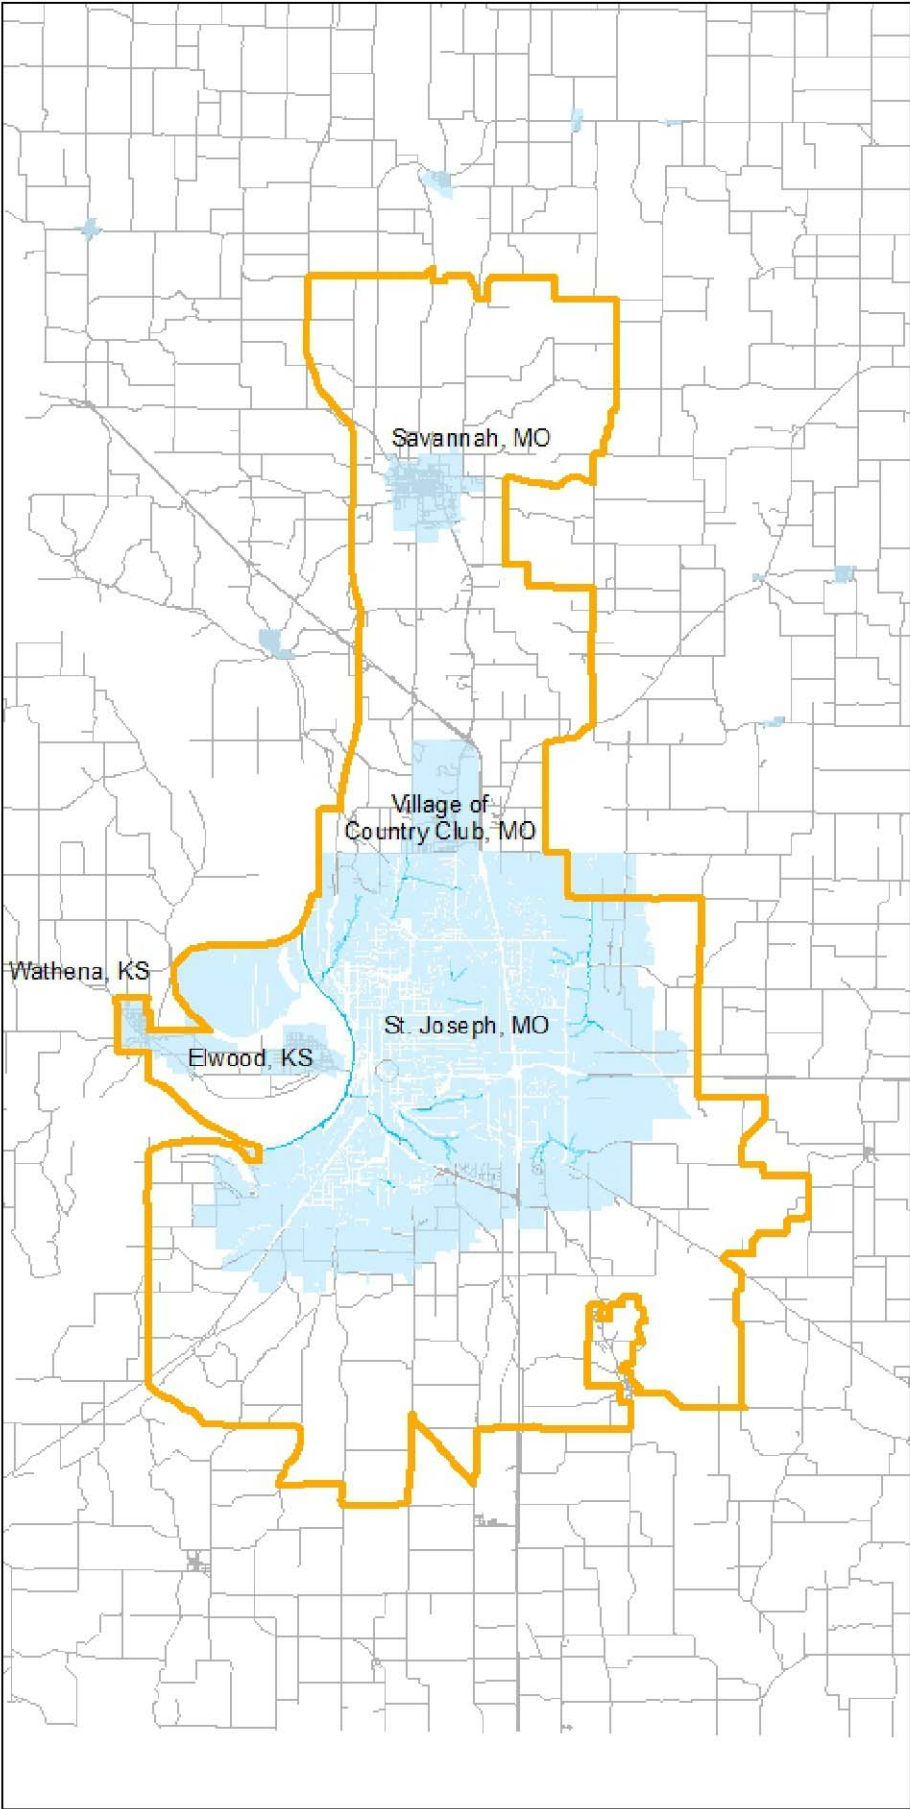 Savannah, MO
Village of
Country Club, MO
Wathena, KS
St. Joseph, MO
Elwood, KS